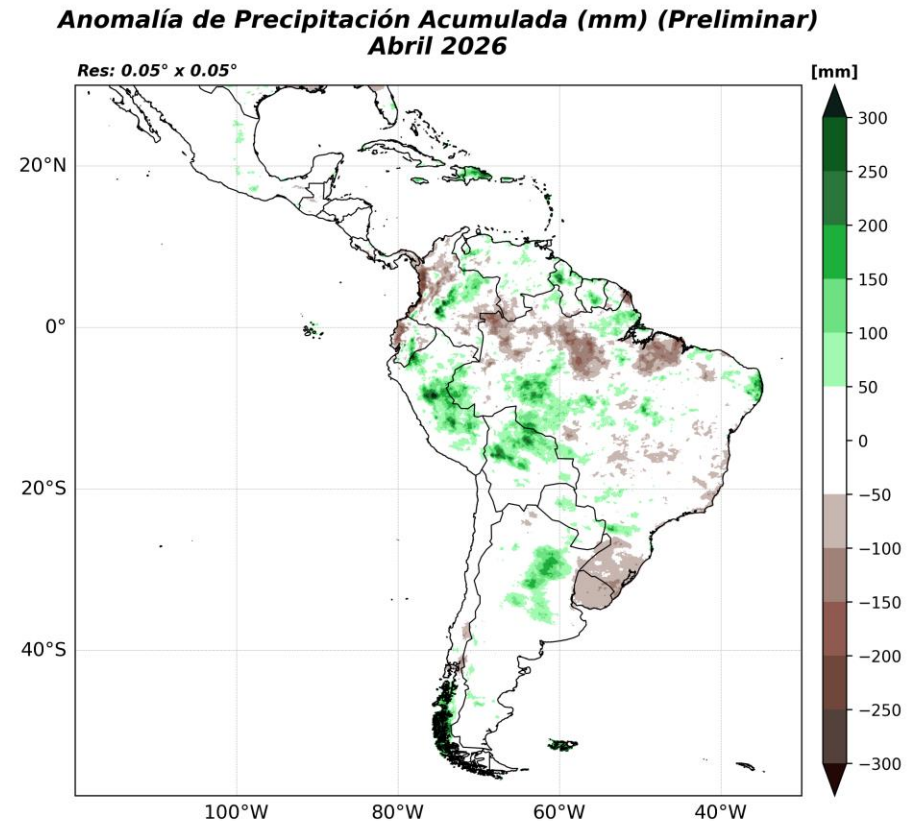 Anomalía de Precipitación Acumulada (mm) (Preliminar)
Abril 2026
Res: 0.05° x 0.05°
[mm]
300
250
200
150
100
50
0
−50
−100
−150
−200
−250
−300
20°N
0°
20°S
40°S
100°W
80°W
60°W
40°W